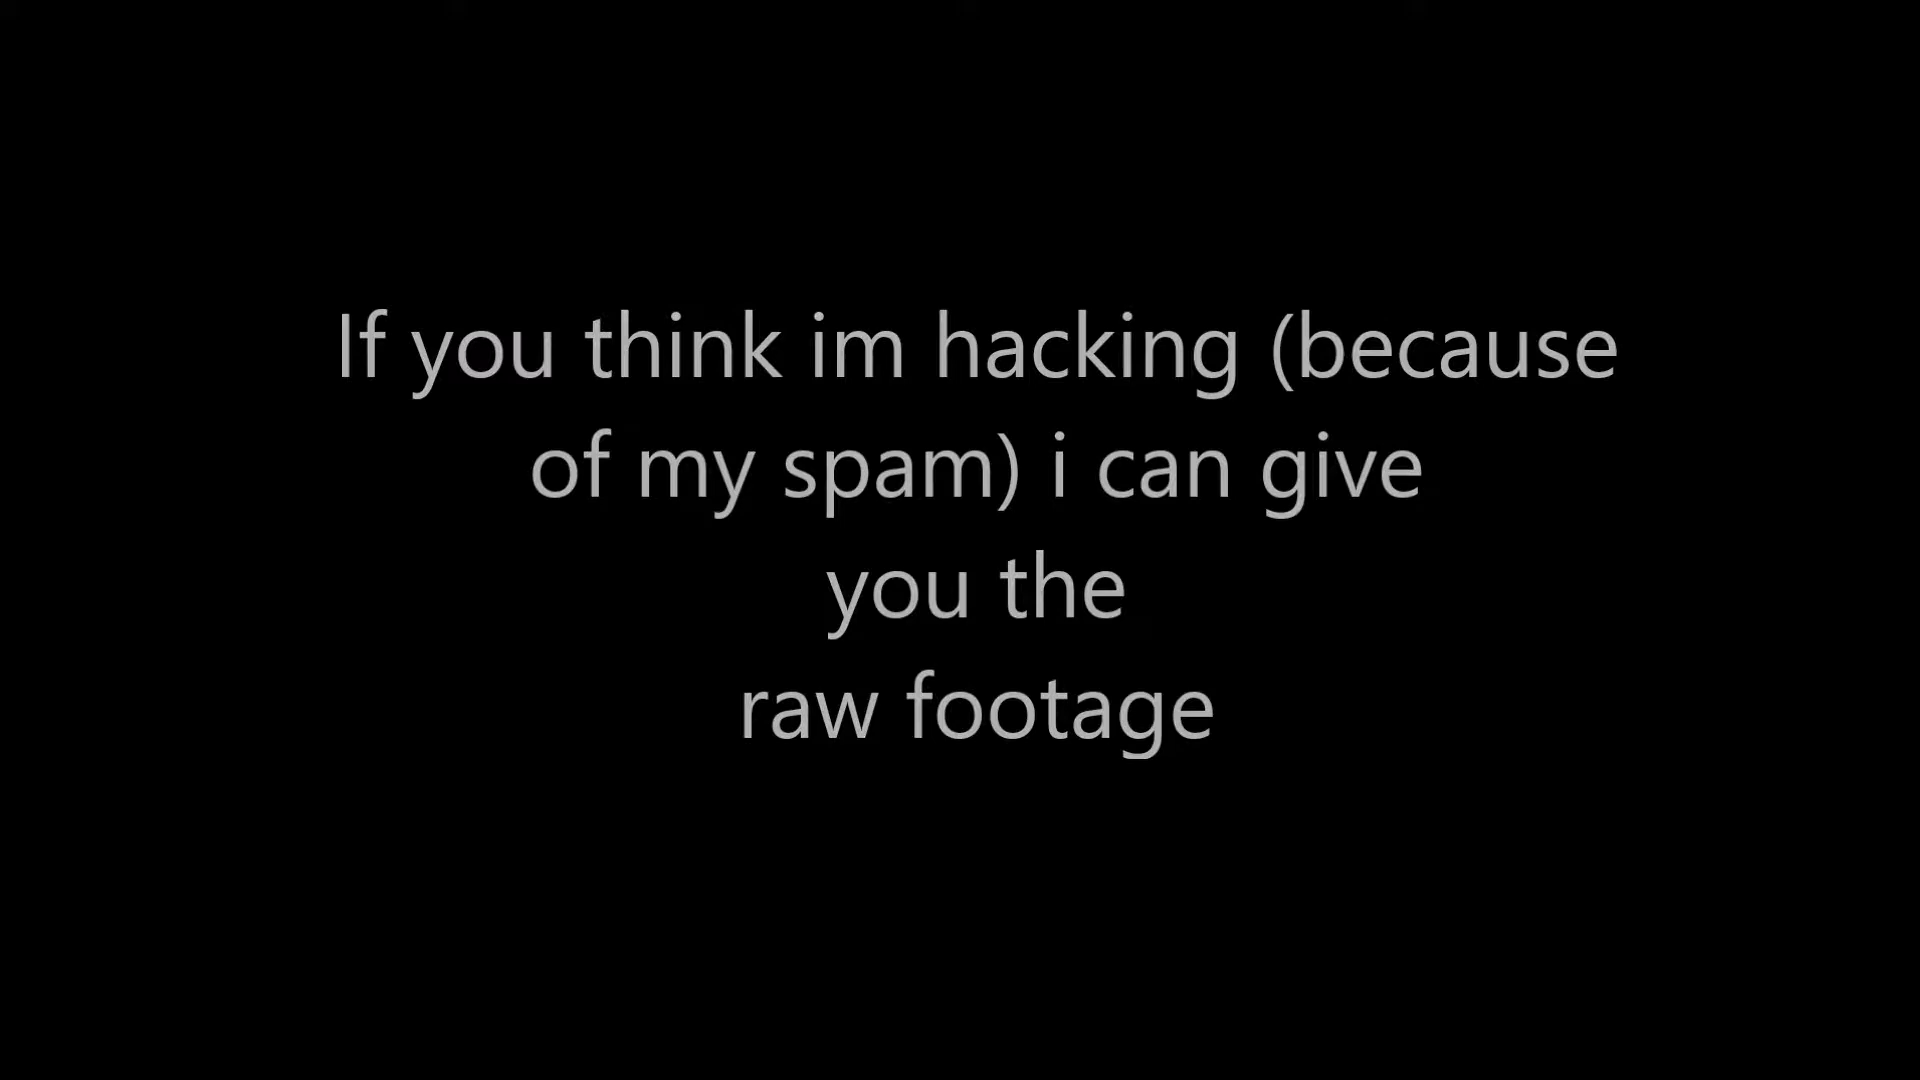 If you think im hacking (because
of my spam) i can give
you the
raw footage